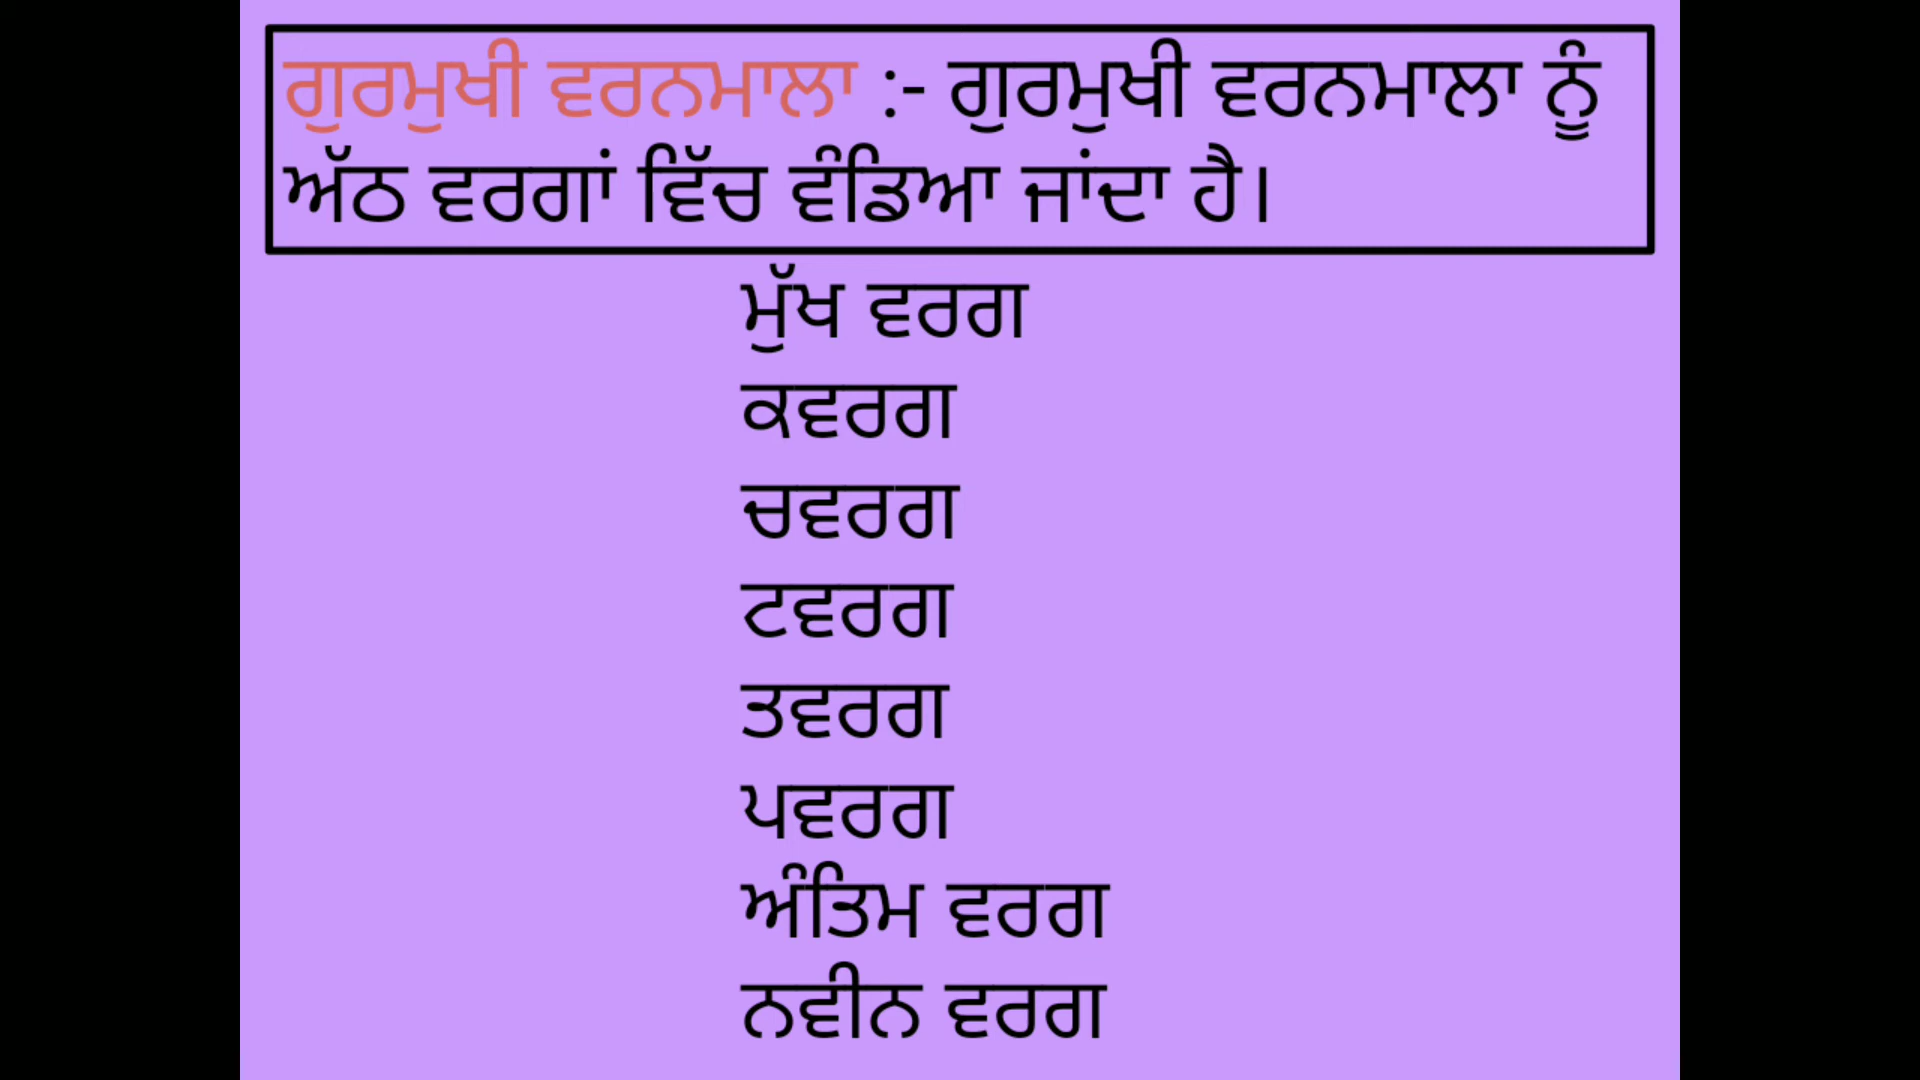 ਗੁਰਮੁਖੀ ਵਰਨਮਾਲਾ :- ਗੁਰਮੁਖੀ ਵਰਨਮਾਲਾ ਨੂੰ
ਅੱਠ ਵਰਗਾਂ ਵਿੱਚ ਵੰਡਿਆ ਜਾਂਦਾ ਹੈ।
ਮੁੱਖ ਵਰਗ
ਕਵਰਗ
ਚਵਰਗ
ਟਵਰਗ
ਤਵਰਗ
ਪਵਰਗ
ਅੰਤਿਮ ਵਰਗ
ਨਵੀਨ ਵਰਗ